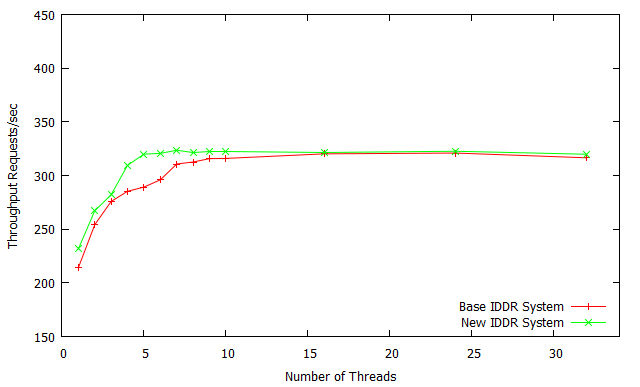 450
400
350
300
250
200
150
Throughput Requests/sec
Base IDDR System
New IDDR System
0 5 10 15 20 25 30
Number of Threads